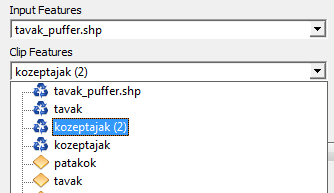 Input Features
tavak_puffer.shp
Clip Features
kozeptajak (2)
tavak_puffer.shp
tavak
kozeptajak (2)
kozeptajak
patakok
tavak